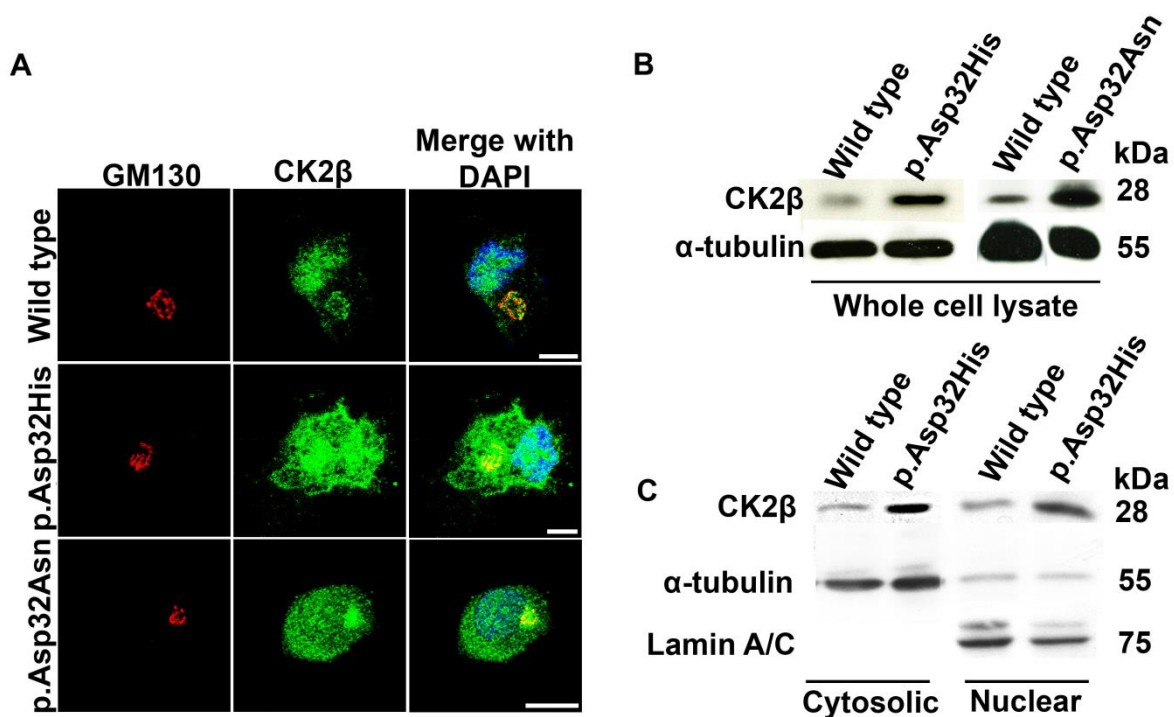 A
GM130
CK2β
Merge with
DAPI
Wild type
p.Asp32His
p.Asp32Asn
B
Wild type
p.Asp32His
Wild type
p.Asp32Asn
kDa
CK2β
28
α-tubulin
55
Whole cell lysate
C
Wild type
p.Asp32His
Wild type
p.Asp32His
kDa
CK2β
28
α-tubulin
55
Lamin A/C
75
Cytosolic
Nuclear